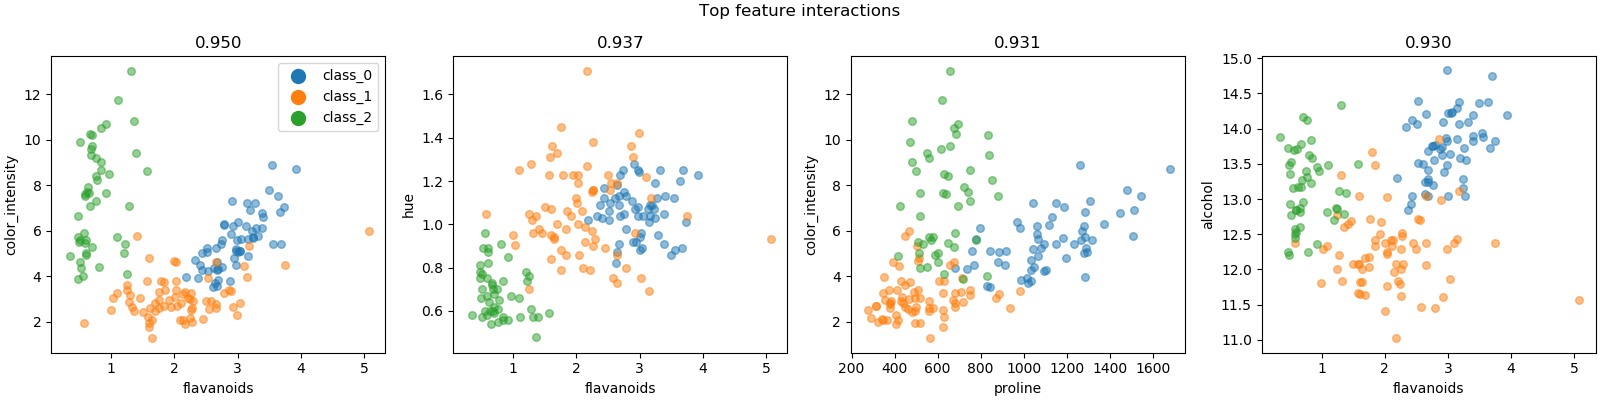 Top feature interactions
0.950
class_0
class_1
class_2
color_intensity
12
10
8
6
4
2
1 2 3 4 5
flavanoids
0.937
hue
1.6
1.4
1.2
1.0
0.8
0.6
1 2 3 4 5
flavanoids
0.931
color_intensity
12
10
8
6
4
2
200 400 600 800 1000 1200 1400 1600
proline
0.930
alcohol
15.0
14.5
14.0
13.5
13.0
12.5
12.0
11.5
11.0
1 2 3 4 5
flavanoids